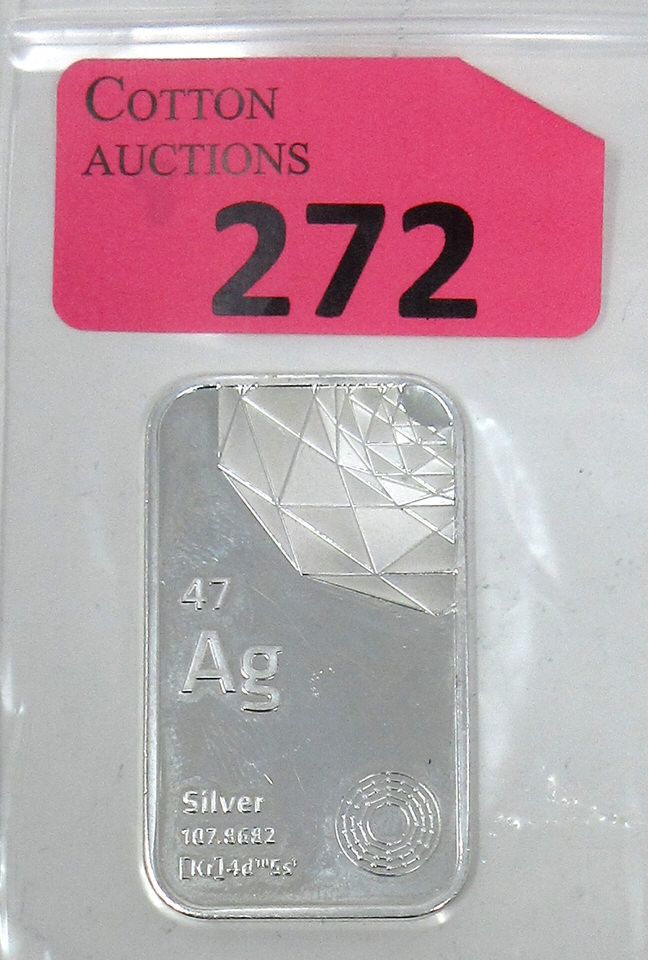 COTTON
AUCTIONS
272
47
Ag
Silver
107.8682
[Kr]4d¹⁰5s¹